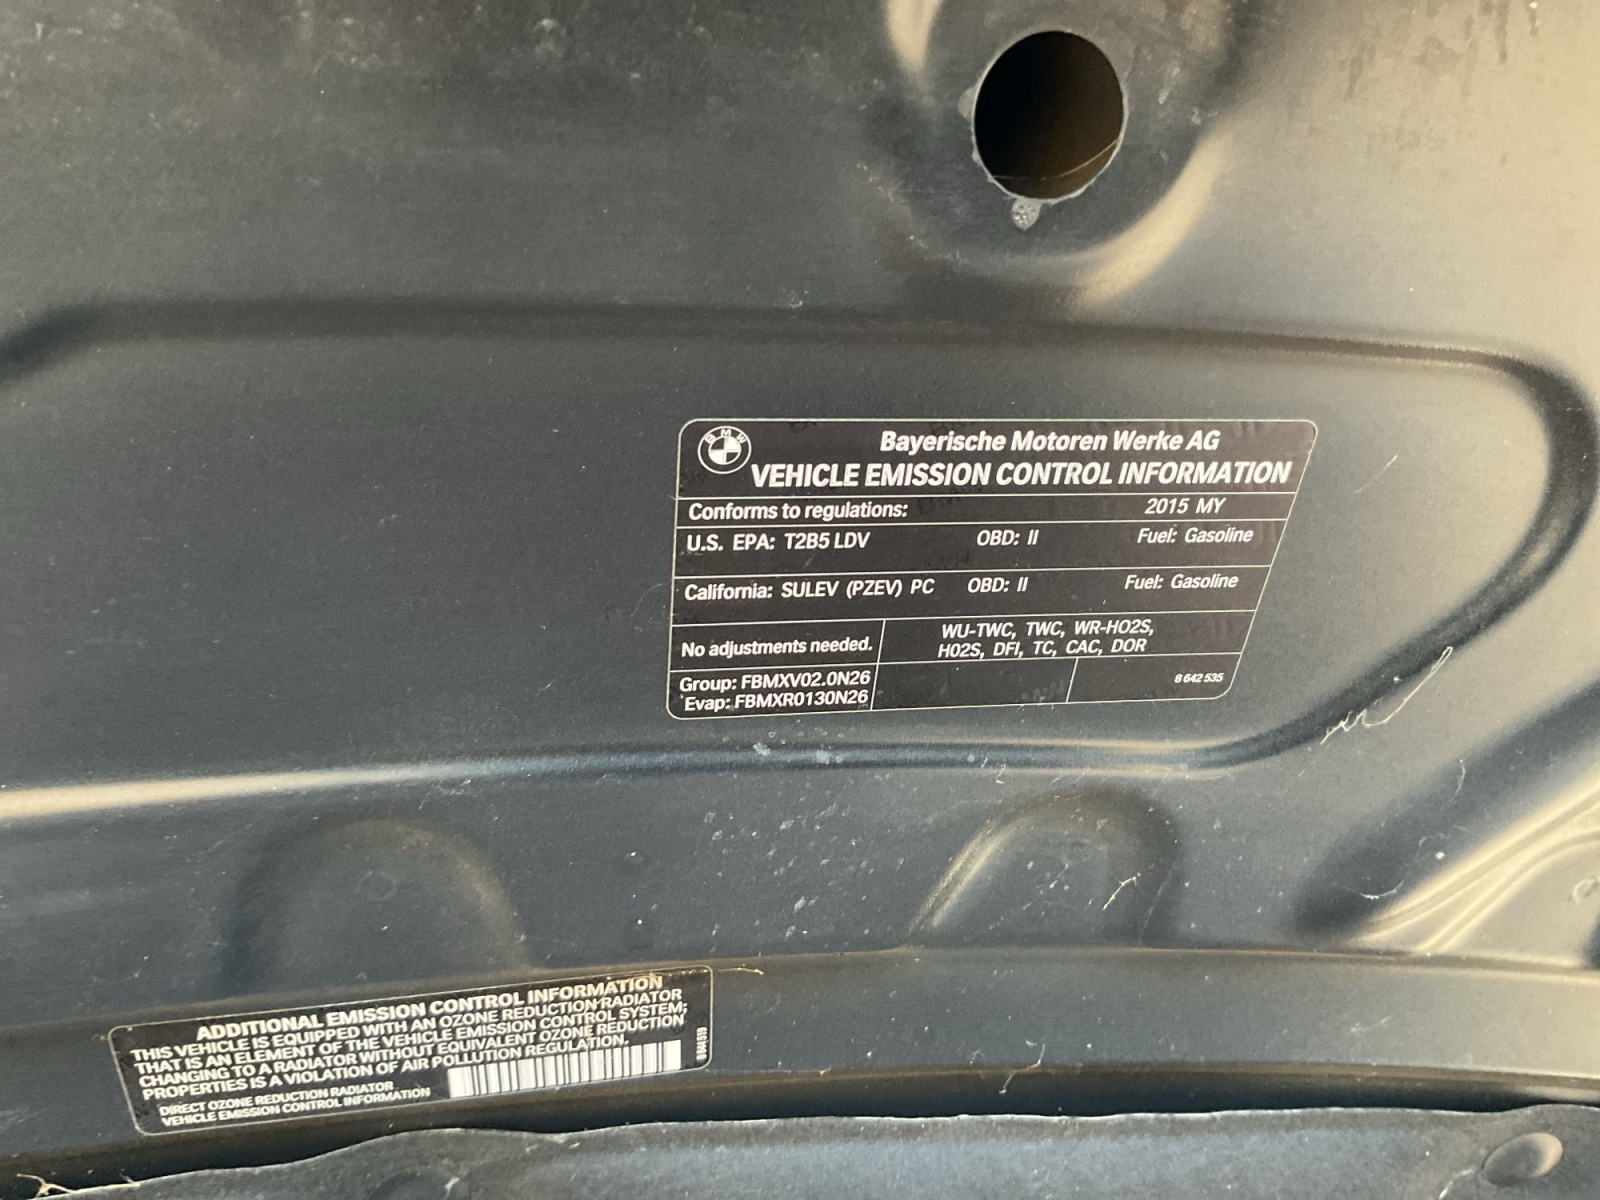 BMW
Bayerische Motoren Werke AG
VEHICLE EMISSION CONTROL INFORMATION
Conforms to regulations: 2015 MY
U.S. EPA: T2B5 LDV OBD: II Fuel: Gasoline
California: SULEV (PZEV) PC OBD: II Fuel: Gasoline
No adjustments needed.
WU-TWC, TWC, WR-HO2S,
HO2S, DFI, TC, CAC, DOR
Group: FBMXV02.0N26
Evap: FBMXR0130N26
8 642 535
ADDITIONAL EMISSION CONTROL INFORMATION
THIS VEHICLE IS EQUIPPED WITH AN OZONE REDUCTION RADIATOR
THAT IS AN ELEMENT OF THE VEHICLE EMISSION CONTROL SYSTEM;
CHANGING TO A RADIATOR WITHOUT EQUIVALENT OZONE REDUCTION
PROPERTIES IS A VIOLATION OF AIR POLLUTION REGULATION.
DIRECT OZONE REDUCTION RADIATOR
VEHICLE EMISSION CONTROL INFORMATION